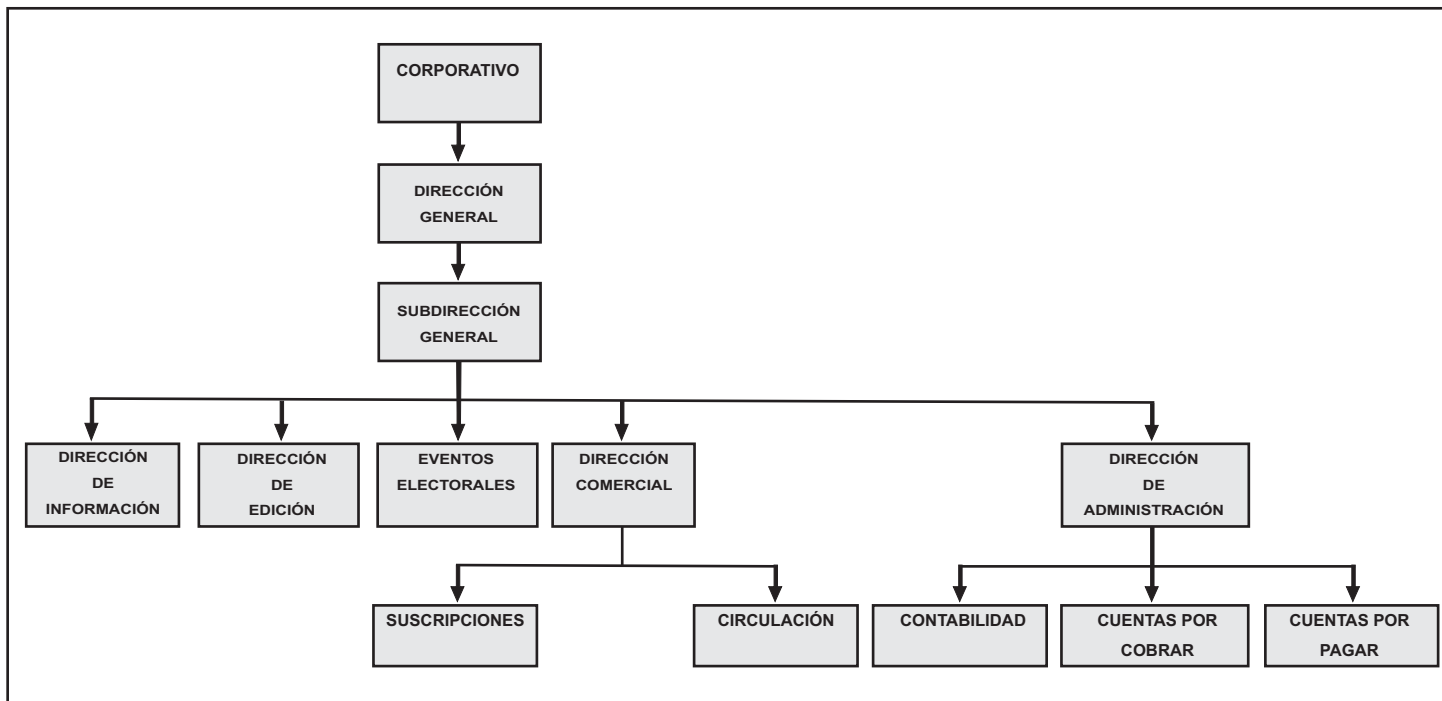 CORPORATIVO
DIRECCIÓN
GENERAL
SUBDIRECCIÓN
GENERAL
DIRECCIÓN
DE
INFORMACIÓN
DIRECCIÓN
DE
EDICIÓN
EVENTOS
ELECTORALES
DIRECCIÓN
COMERCIAL
DIRECCIÓN
DE
ADMINISTRACIÓN
SUSCRIPCIONES
CIRCULACIÓN
CONTABILIDAD
CUENTAS POR
COBRAR
CUENTAS POR
PAGAR